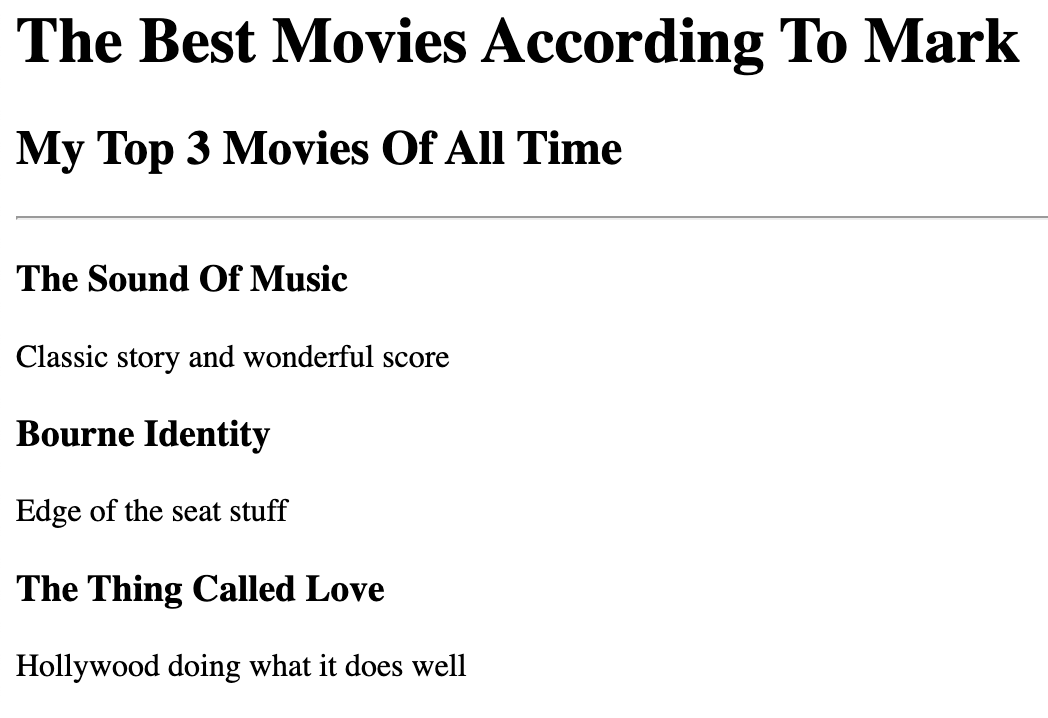 The Best Movies According To Mark
My Top 3 Movies Of All Time
The Sound Of Music
Classic story and wonderful score
Bourne Identity
Edge of the seat stuff
The Thing Called Love
Hollywood doing what it does well